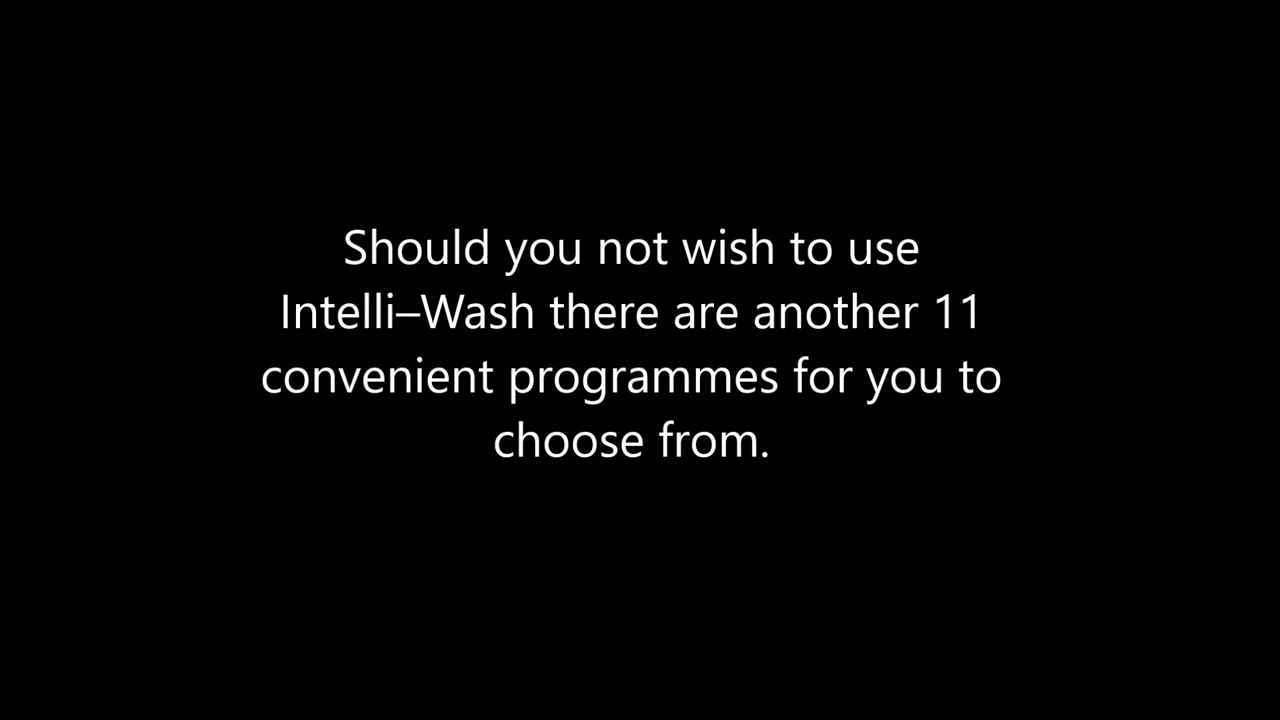 Should you not wish to use
Intelli–Wash there are another 11
convenient programmes for you to
choose from.